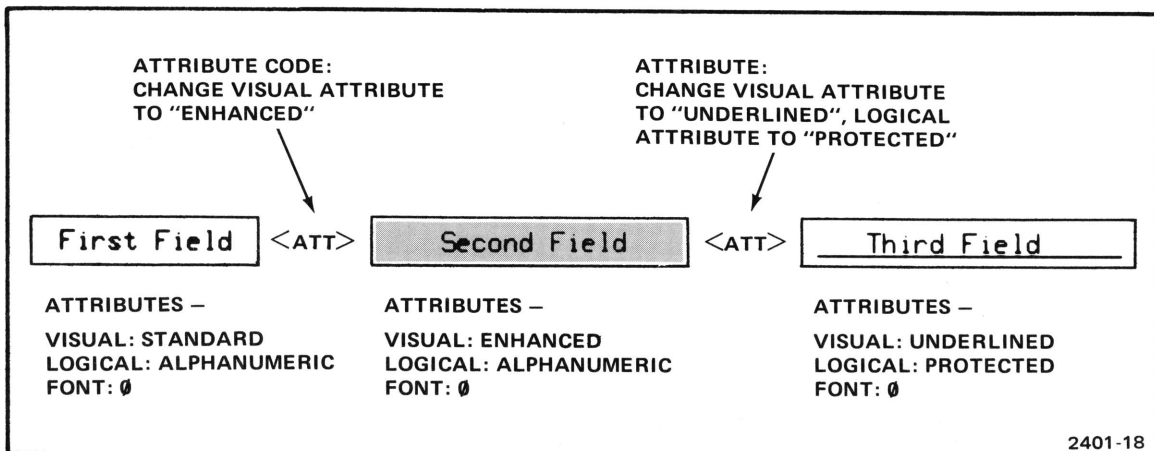 ATTRIBUTE CODE:
CHANGE VISUAL ATTRIBUTE
TO “ENHANCED“
ATTRIBUTE:
CHANGE VISUAL ATTRIBUTE
TO “UNDERLINED”, LOGICAL
ATTRIBUTE TO “PROTECTED“
First Field <ATT> Second Field <ATT> Third Field
ATTRIBUTES –
VISUAL: STANDARD
LOGICAL: ALPHANUMERIC
FONT: Ø
ATTRIBUTES –
VISUAL: ENHANCED
LOGICAL: ALPHANUMERIC
FONT: Ø
ATTRIBUTES –
VISUAL: UNDERLINED
LOGICAL: PROTECTED
FONT: Ø
2401-18